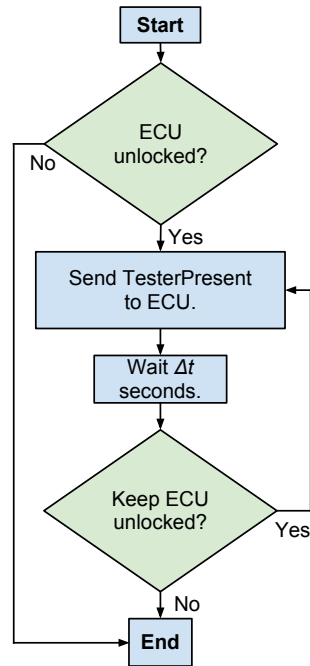 Start
ECU
unlocked?
No
Yes
Send TesterPresent
to ECU.
Wait Δt
seconds.
Keep ECU
unlocked?
Yes
No
End